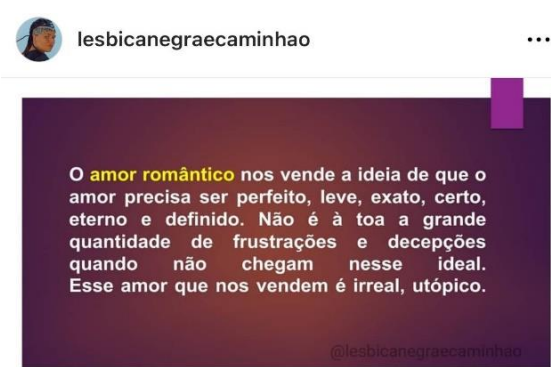 lesbicanegraecaminhao
O amor romântico nos vende a ideia de que o
amor precisa ser perfeito, leve, exato, certo,
eterno e definido. Não é à toa a grande
quantidade de frustrações e decepções
quando não chegam nesse ideal.
Esse amor que nos vendem é irreal, utópico.
@lesbicanegraecaminhao